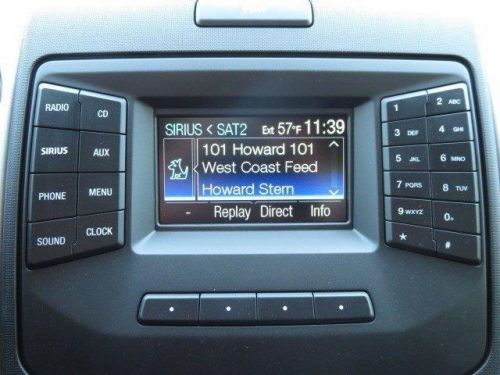 RADIO
CD
SIRIUS
AUX
PHONE
MENU
SOUND
CLOCK
SIRIUS < SAT2 Ext 57°F 11:39
101 Howard 101
West Coast Feed
Howard Stern
- Replay Direct Info
1
2 ABC
3 DEF
4 GHI
5 JKL
6 MNO
7 PQR
8 TUV
9 WXYZ
0
*
#